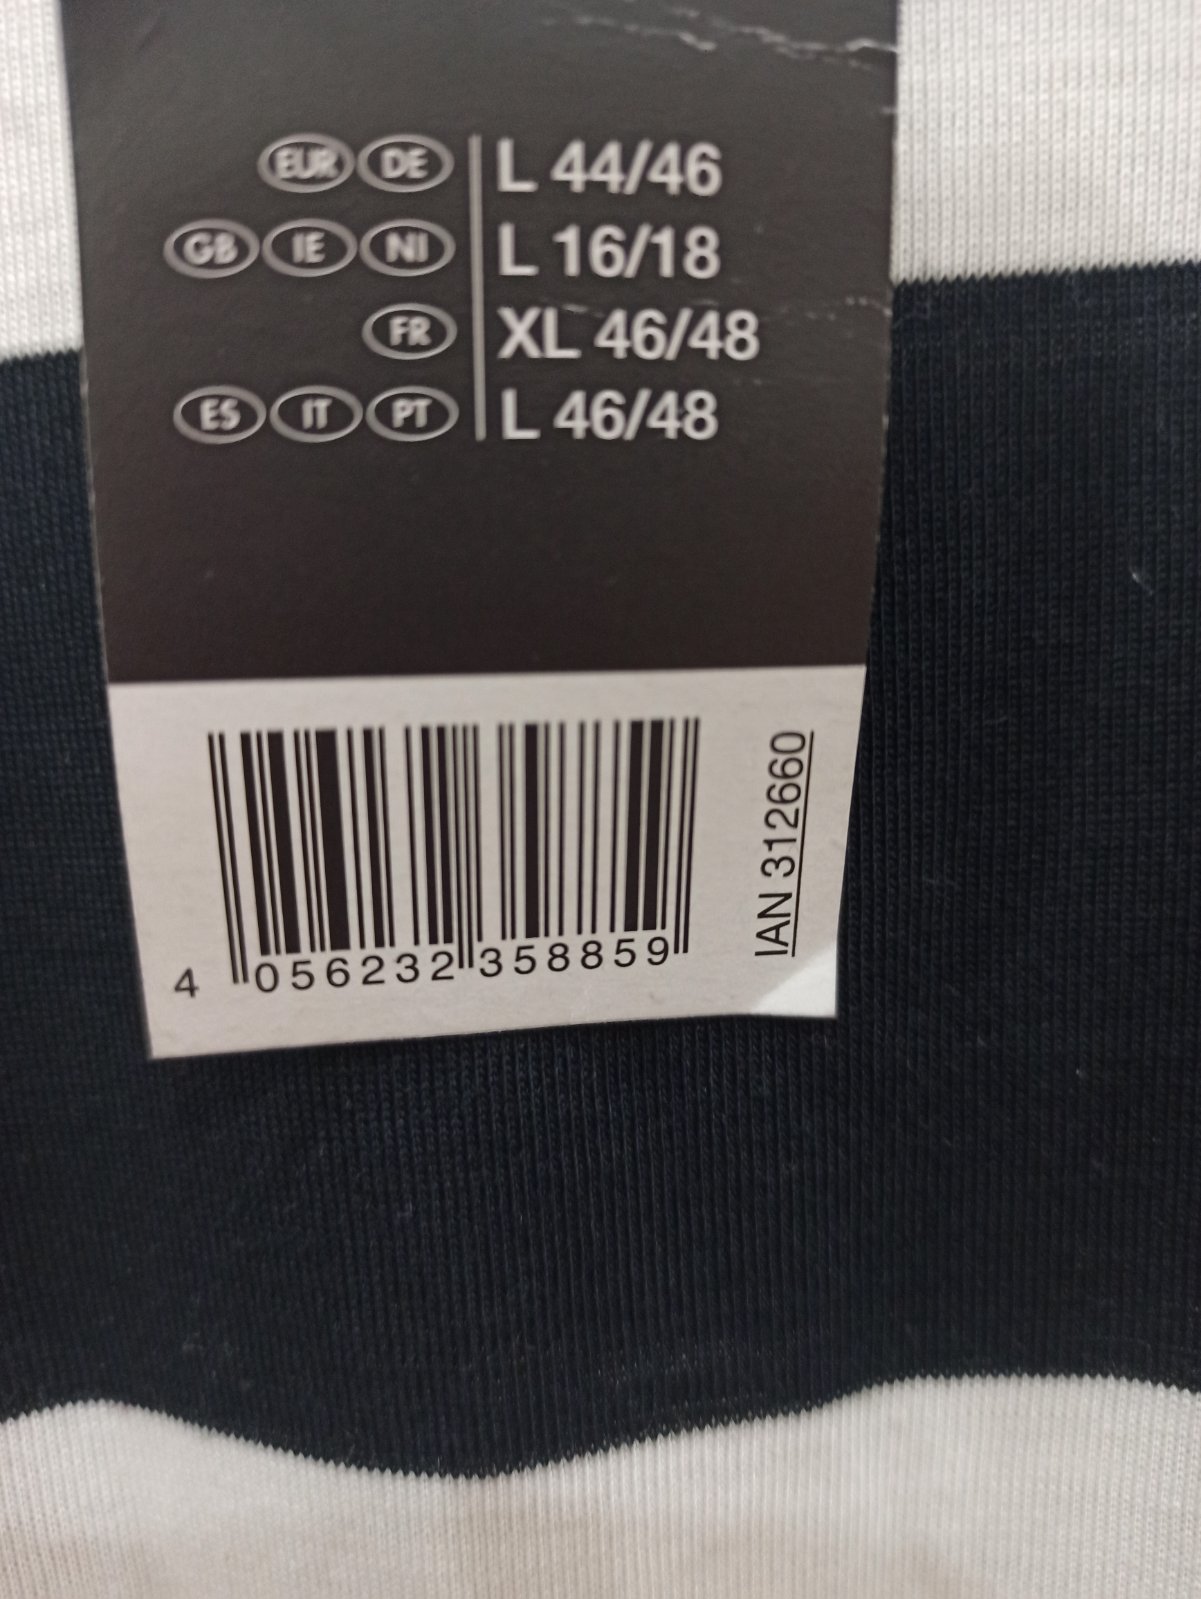 EUR DE L 44/46
GB IE NI L 16/18
FR XL 46/48
ES IT PT L 46/48
4 056232 358859
IAN 312660